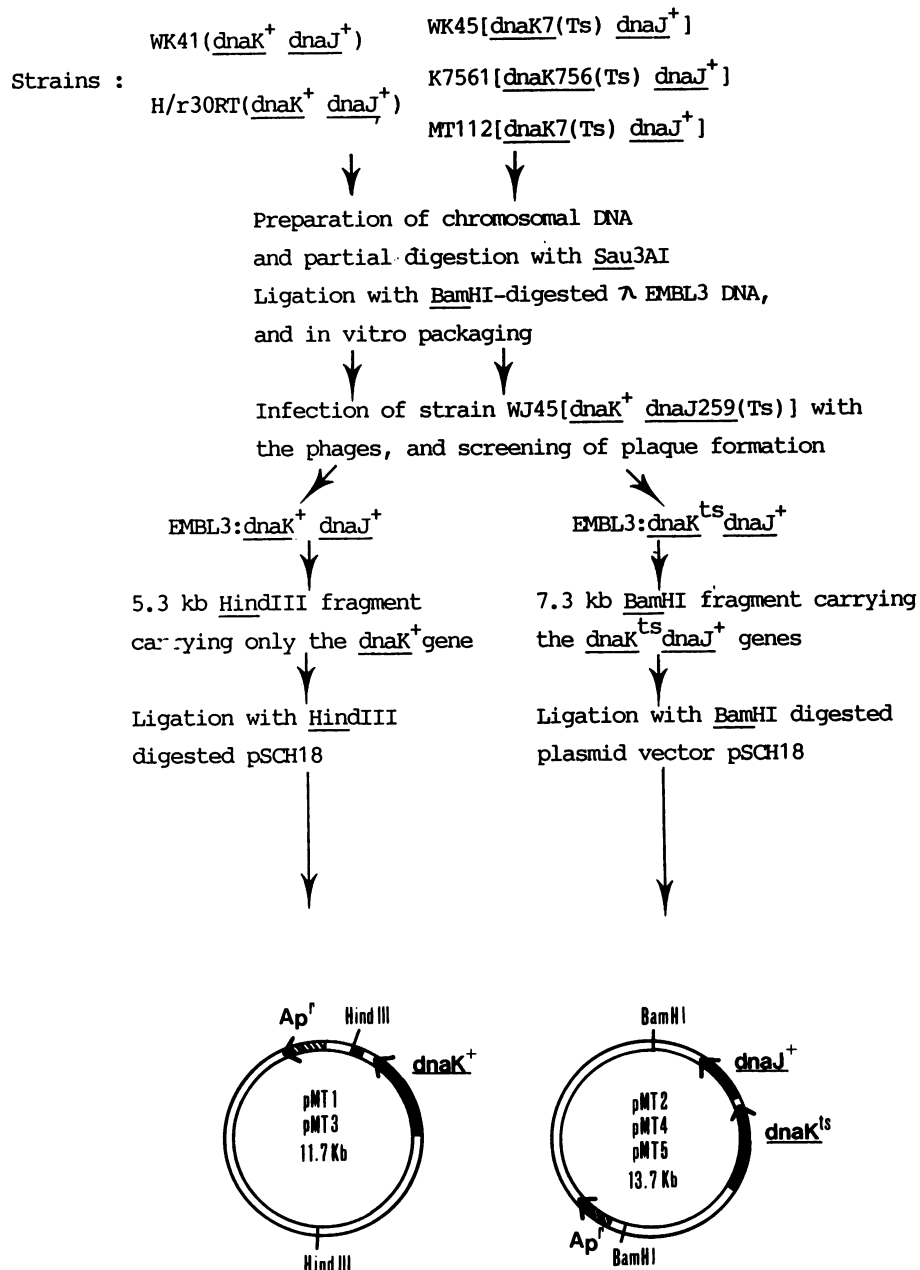 Strains :
WK41(dnaK+ dnaJ+)
H/r30RT(dnaK+ dnaJ+)
WK45[dnaK7(Ts) dnaJ+]
K7561[dnaK756(Ts) dnaJ+]
MT112[dnaK7(Ts) dnaJ+]
Preparation of chromosomal DNA
and partial digestion with Sau3AI
Ligation with BamHI-digested λ EMBL3 DNA,
and in vitro packaging
Infection of strain WJ45[dnaK+ dnaJ259(Ts)] with
the phages, and screening of plaque formation
EMBL3:dnaK+ dnaJ+
5.3 kb HindIII fragment
carrying only the dnaK+ gene
Ligation with HindIII
digested pSCH18
EMBL3:dnaKts dnaJ+
7.3 kb BamHI fragment carrying
the dnaKts dnaJ+ genes
Ligation with BamHI digested
plasmid vector pSCH18
Apr
Hind III
dnaK+
pMT1
pMT3
11.7Kb
Hind III
BamHI
dnaJ+
dnaKts
pMT2
pMT4
pMT5
13.7Kb
Apr
BamHI